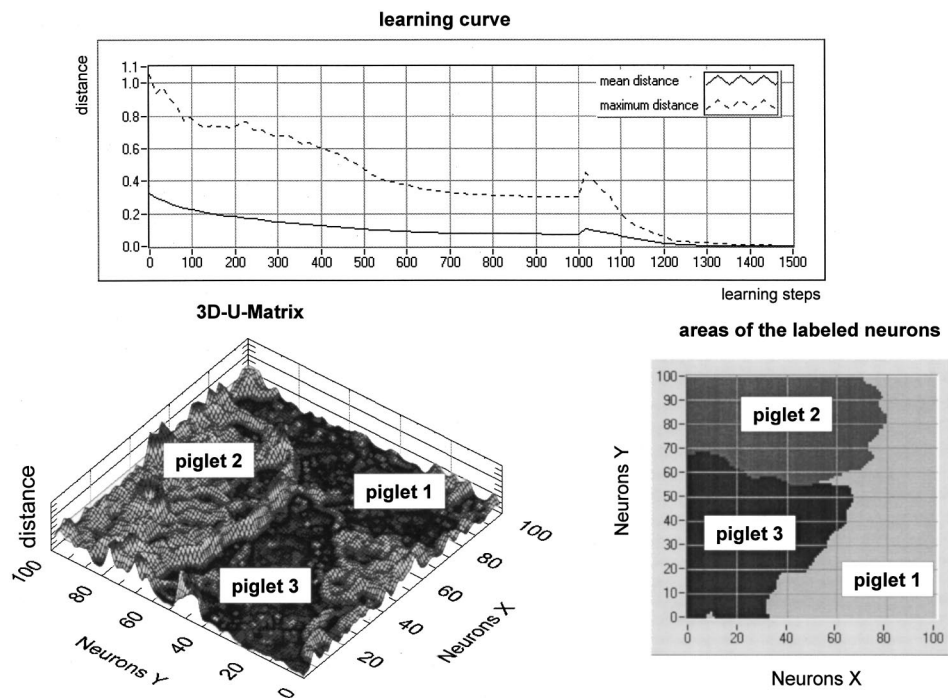 learning curve
distance
1.1
1.0
0.8
0.6
0.4
0.2
0.0
mean distance
maximum distance
0 100 200 300 400 500 600 700 800 900 1000 1100 1200 1300 1400 1500
learning steps
3D-U-Matrix
piglet 2
piglet 1
piglet 3
distance
100
80
60
40
20
0
Neurons Y
20
40
60
80
100
Neurons X
areas of the labeled neurons
100
90
80
70
60
50
40
30
20
10
0
Neurons Y
piglet 2
piglet 3
piglet 1
0 20 40 60 80 100
Neurons X